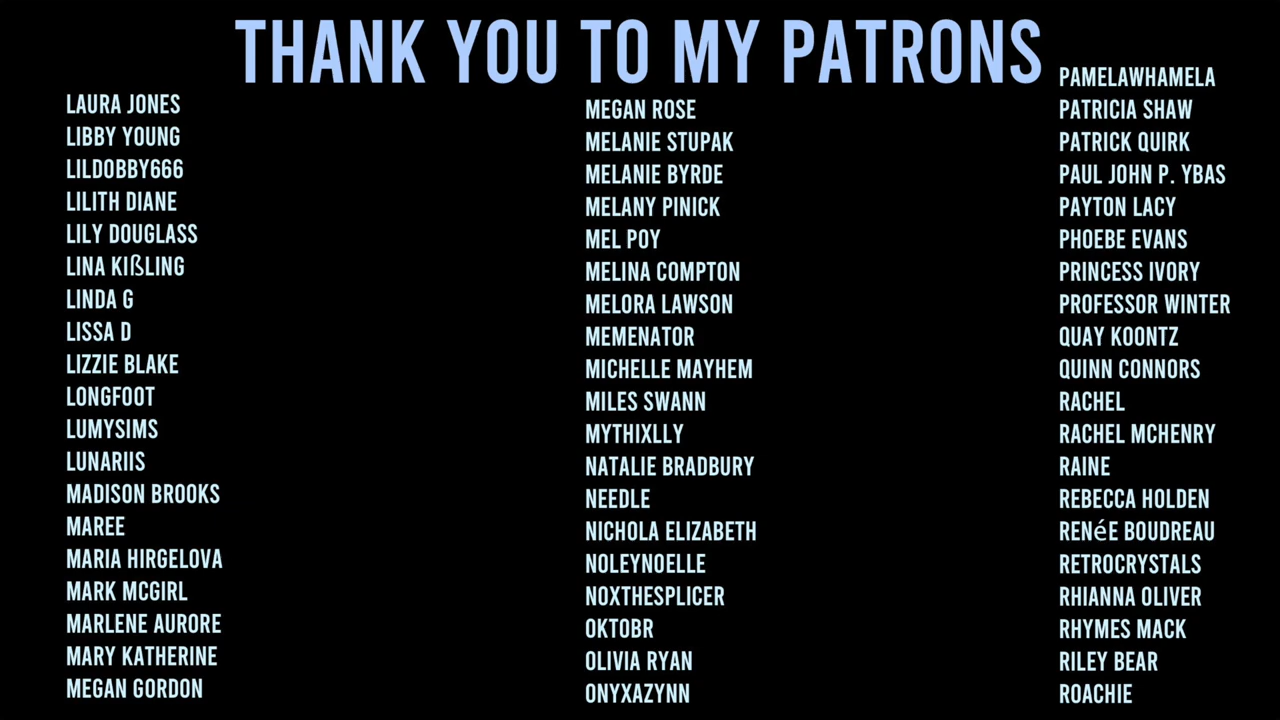 THANK YOU TO MY PATRONS
LAURA JONES
LIBBY YOUNG
LILDOBBY666
LILITH DIANE
LILY DOUGLASS
LINA KIßLING
LINDA G
LISSA D
LIZZIE BLAKE
LONGFOOT
LUMYSIMS
LUNARIIS
MADISON BROOKS
MAREE
MARIA HIRGELOVA
MARK MCGIRL
MARLENE AURORE
MARY KATHERINE
MEGAN GORDON
MEGAN ROSE
MELANIE STUPAK
MELANIE BYRDE
MELANY PINICK
MEL POY
MELINA COMPTON
MELORA LAWSON
MEMENATOR
MICHELLE MAYHEM
MILES SWANN
MYTHIXLLY
NATALIE BRADBURY
NEEDLE
NICHOLA ELIZABETH
NOLEYNOELLE
NOXTHESPLICER
OKTOBR
OLIVIA RYAN
ONYXAZYNN
PAMELAWHAMELA
PATRICIA SHAW
PATRICK QUIRK
PAUL JOHN P. YBAS
PAYTON LACY
PHOEBE EVANS
PRINCESS IVORY
PROFESSOR WINTER
QUAY KOONTZ
QUINN CONNORS
RACHEL
RACHEL MCHENRY
RAINE
REBECCA HOLDEN
RENéE BOUDREAU
RETROCRYSTALS
RHIANNA OLIVER
RHYMES MACK
RILEY BEAR
ROACHIE